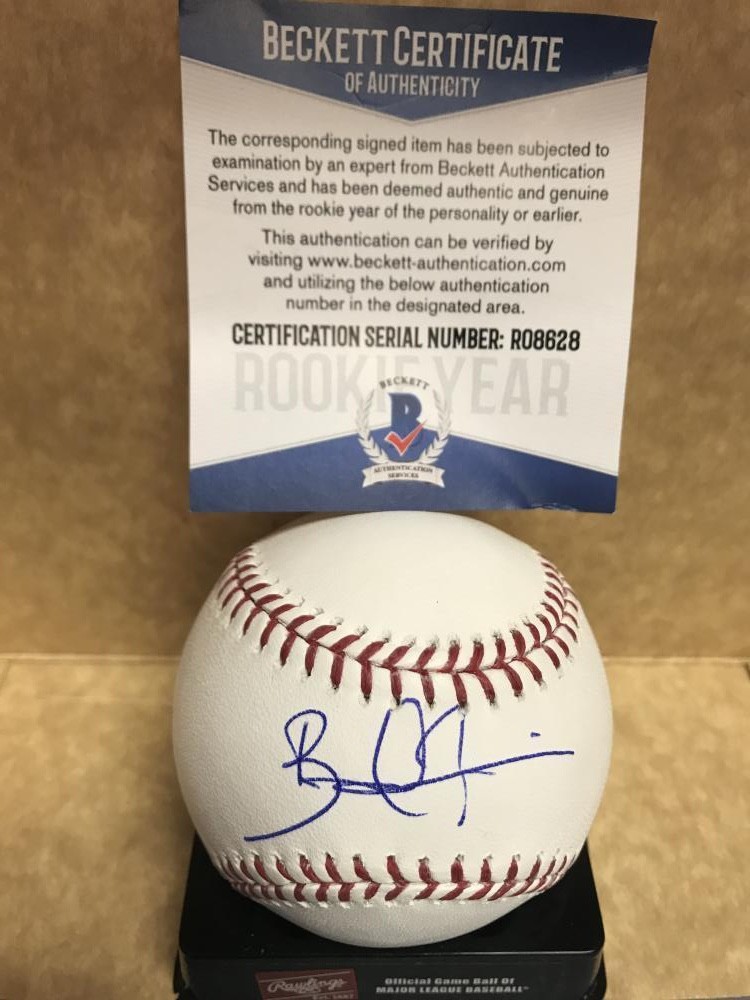 BECKETT CERTIFICATE
OF AUTHENTICITY
The corresponding signed item has been subjected to
examination by an expert from Beckett Authentication
Services and has been deemed authentic and genuine
from the rookie year of the personality or earlier.
This authentication can be verified by
visiting www.beckett-authentication.com
and utilizing the below authentication
number in the designated area.
CERTIFICATION SERIAL NUMBER: R08628
ROOKIE YEAR
BECKETT
B
AUTHENTICATION
SERVICES
Rawlings
Official Game Ball Of
MAJOR LEAGUE BASEBALL™